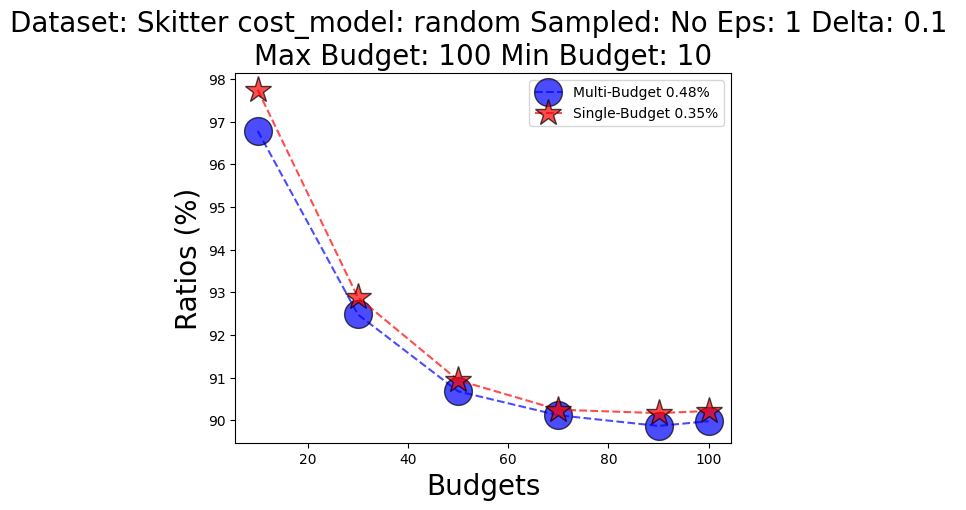 Dataset: Skitter cost_model: random Sampled: No Eps: 1 Delta: 0.1
Max Budget: 100 Min Budget: 10
Multi-Budget 0.48%
Single-Budget 0.35%
Ratios (%)
98
97
96
95
94
93
92
91
90
20
40
60
80
100
Budgets